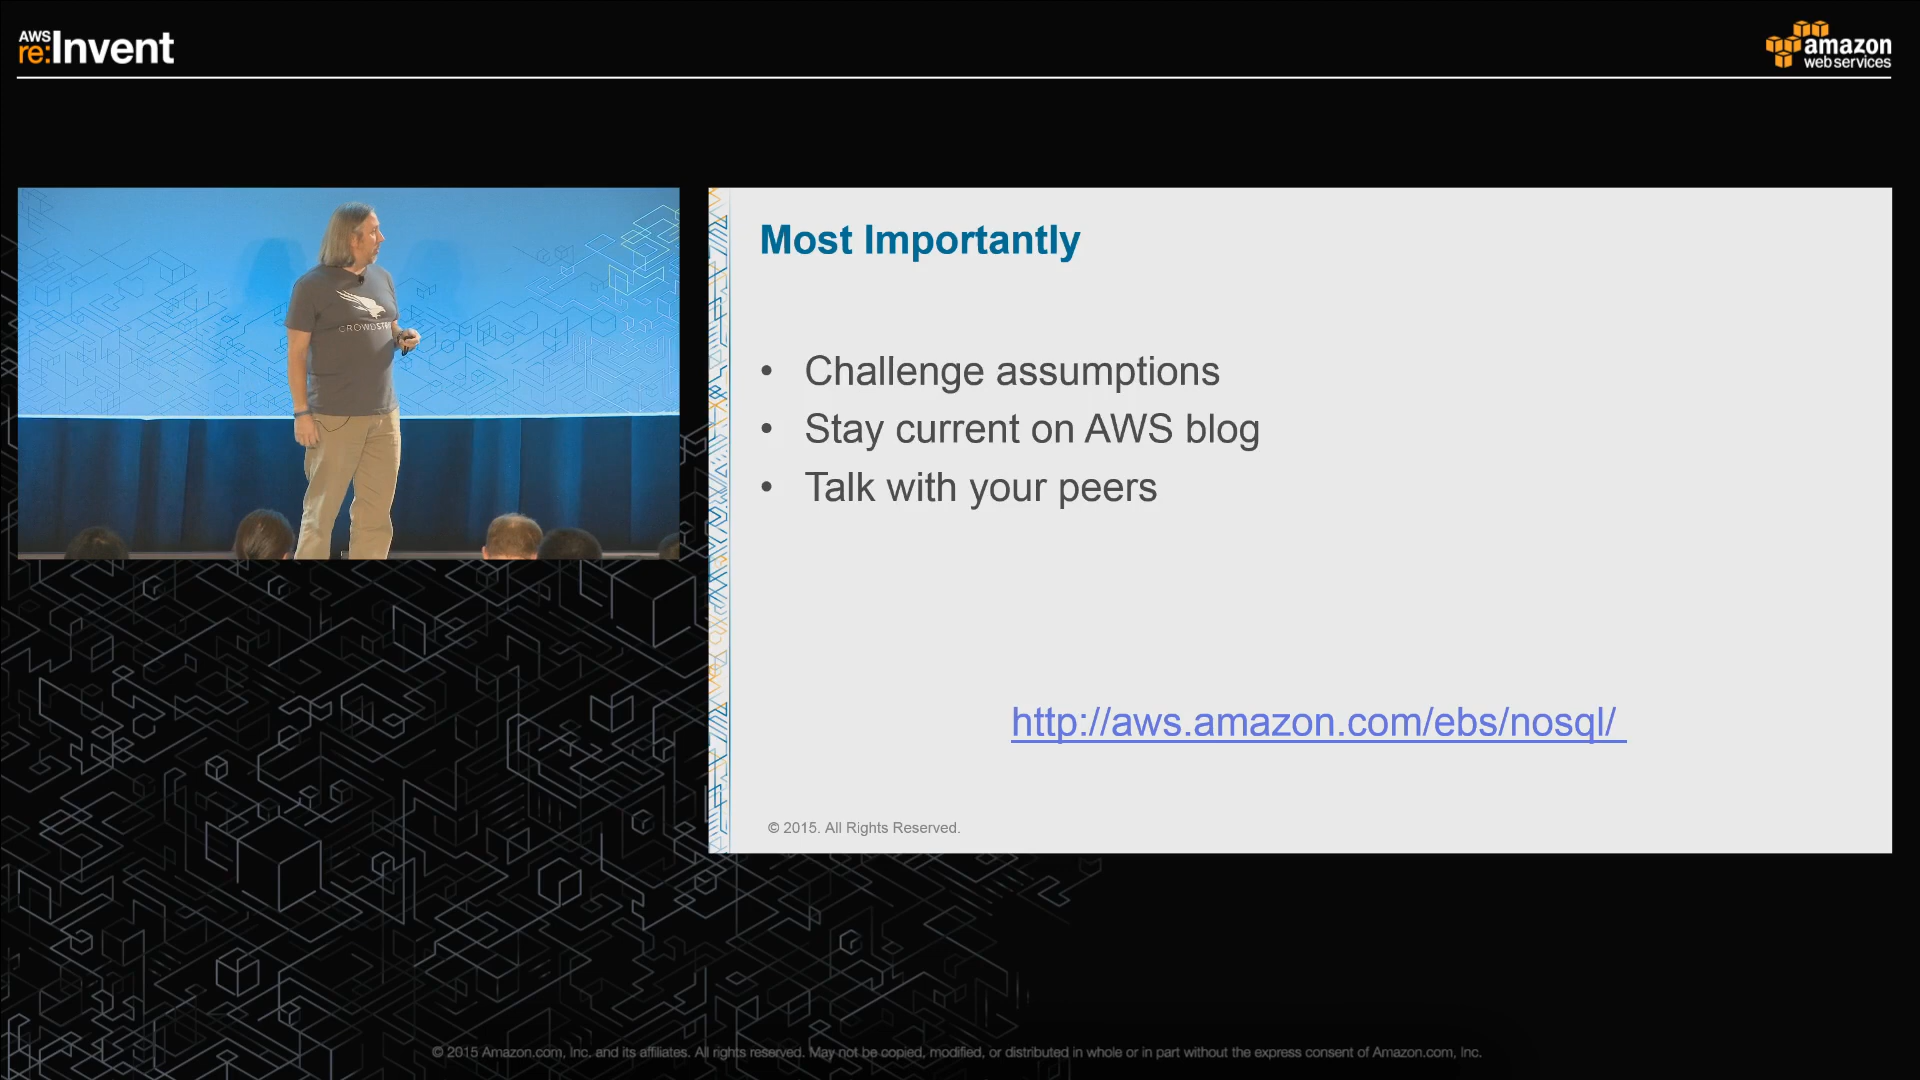 AWS
re:Invent
amazon
web services
CROWDSTR
Most Importantly
• Challenge assumptions
• Stay current on AWS blog
• Talk with your peers
http://aws.amazon.com/ebs/nosql/
© 2015. All Rights Reserved.
© 2015 Amazon.com, Inc. and its affiliates. All rights reserved. May not be copied, modified, or distributed in whole or in part without the express consent of Amazon.com, Inc.